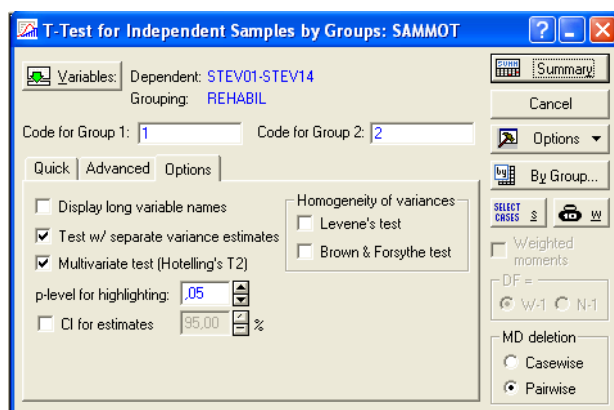 T-Test for Independent Samples by Groups: SAMMOT
Variables:
Dependent: STEV01-STEV14
Grouping: REHABIL
Code for Group 1: 1
Code for Group 2: 2
Quick
Advanced
Options
Display long variable names
Test w/ separate variance estimates
Multivariate test (Hotelling's T2)
p-level for highlighting: ,05
CI for estimates 95,00 %
Homogeneity of variances
Levene's test
Brown & Forsythe test
Summary
Cancel
Options
By Group...
SELECT
CASES
S
W
Weighted
moments
DF =
W-1
N-1
MD deletion
Casewise
Pairwise